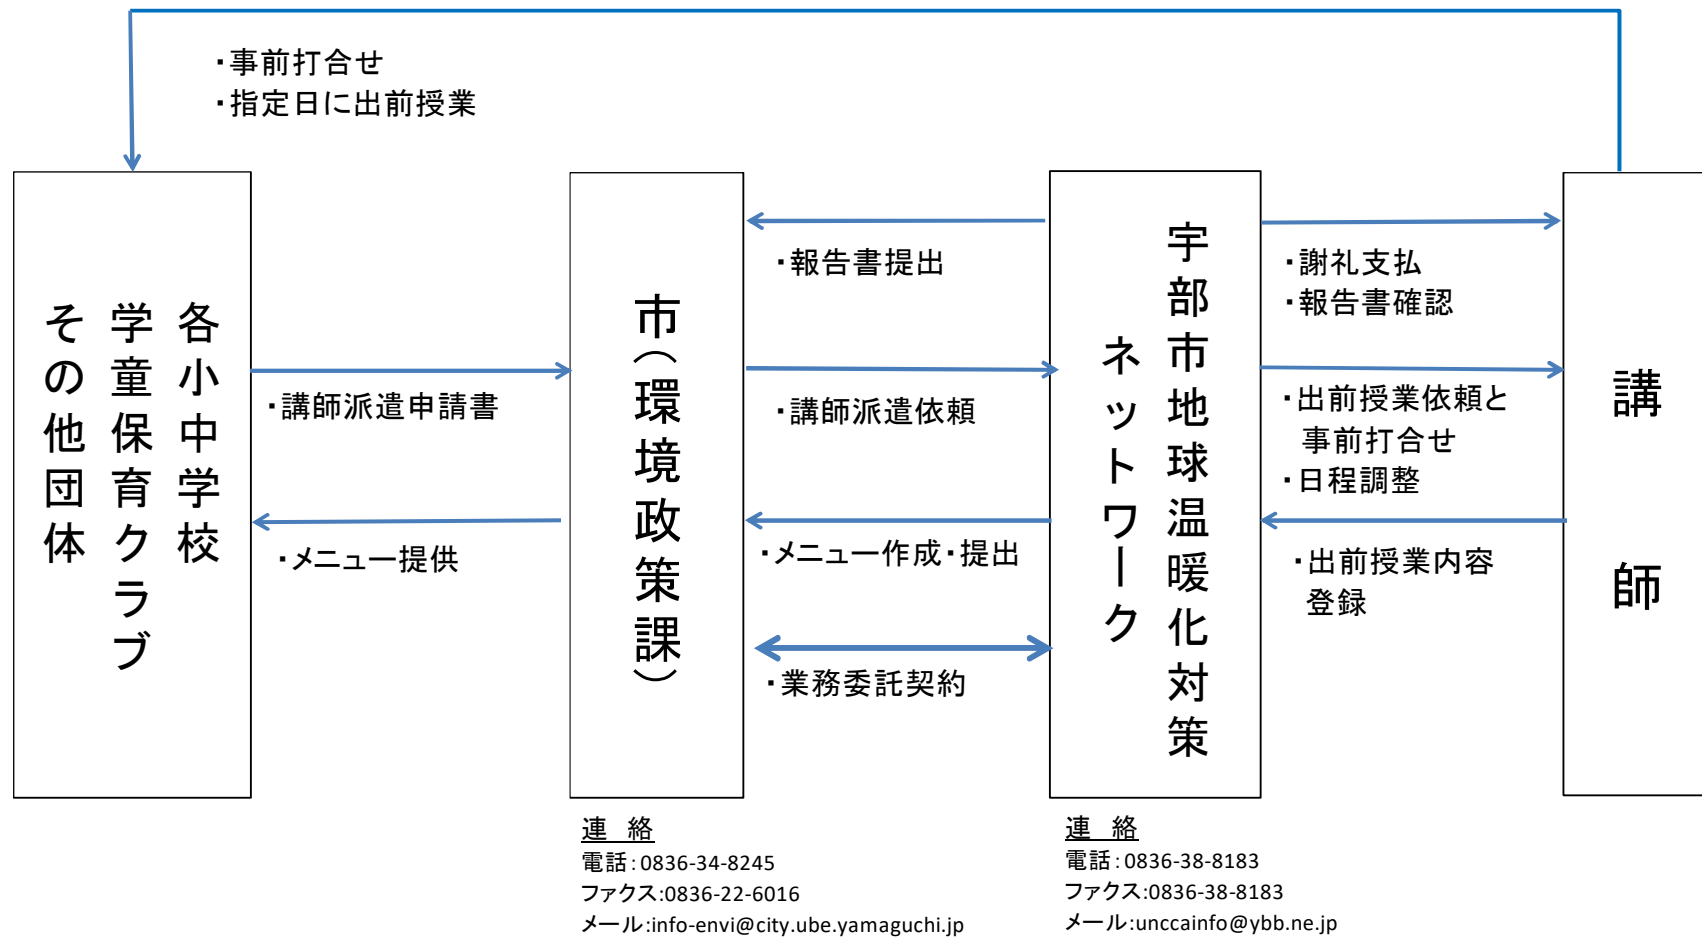 ・事前打合せ
・指定日に出前授業
各小中学校
学童保育クラブ
その他団体
・講師派遣申請書
・メニュー提供
市(環境政策課)
・報告書提出
・講師派遣依頼
・メニュー作成・提出
・業務委託契約
宇部市地球温暖化対策
ネットワーク
・謝礼支払
・報告書確認
・出前授業依頼と
事前打合せ
・日程調整
・出前授業内容
登録
講師
連 絡
電話:0836-34-8245
ファクス:0836-22-6016
メール:info-envi@city.ube.yamaguchi.jp
連 絡
電話:0836-38-8183
ファクス:0836-38-8183
メール:unccainfo@ybb.ne.jp